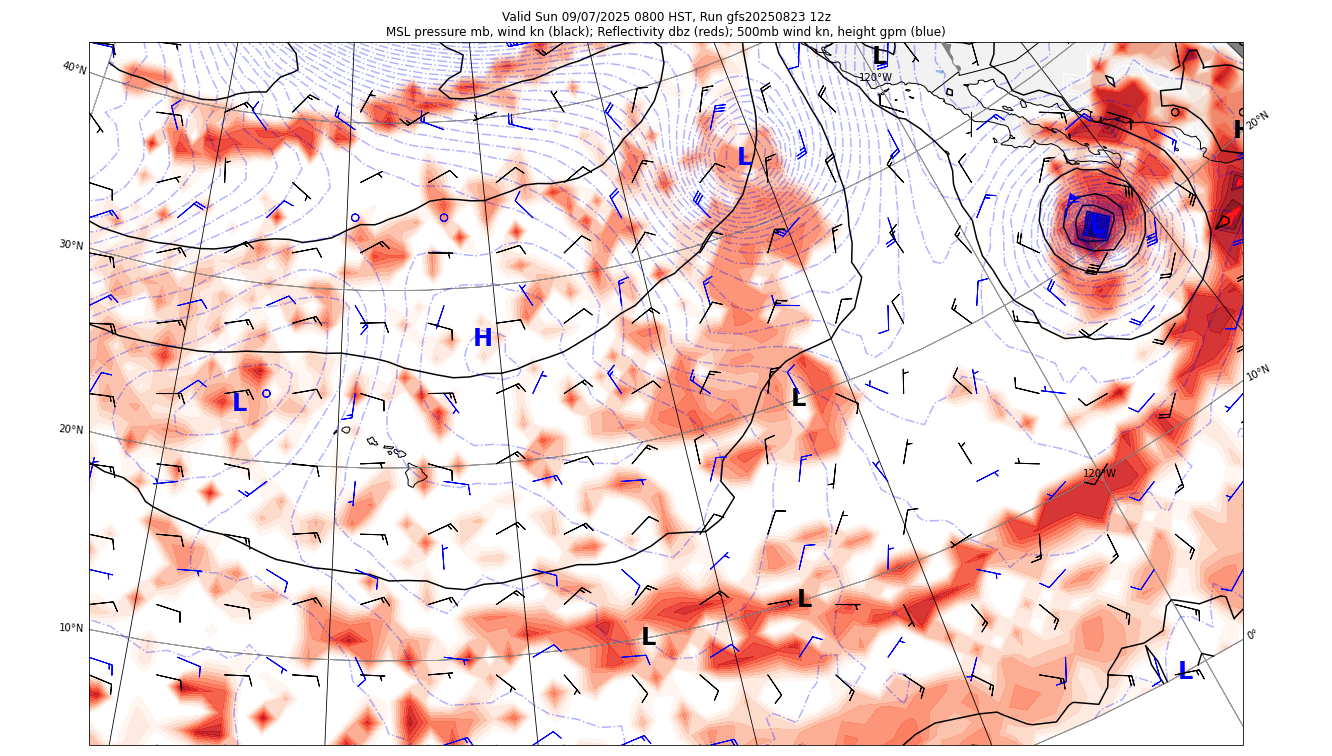 Valid Sun 09/07/2025 0800 HST, Run gfs20250823 12z
MSL pressure mb, wind kn (black); Reflectivity dbz (reds); 500mb wind kn, height gpm (blue)
L
40°N
120°W
20°N
H
L
30°N
H
10°N
L
L
20°N
120°W
L
10°N
0°
L
L